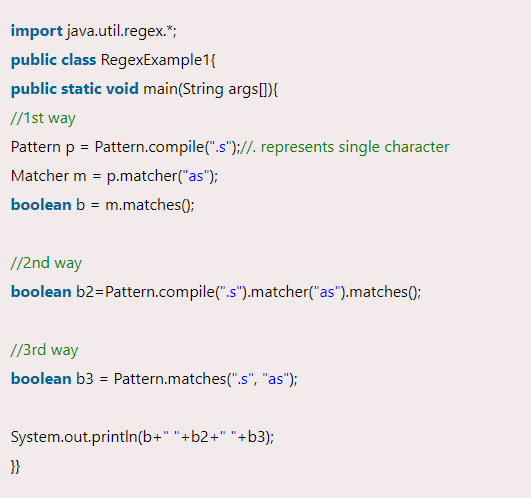 import java.util.regex.*;
public class RegexExample1{
public static void main(String args[]){
//1st way
Pattern p = Pattern.compile(".s");//. represents single character
Matcher m = p.matcher("as");
boolean b = m.matches();
//2nd way
boolean b2=Pattern.compile(".s").matcher("as").matches();
//3rd way
boolean b3 = Pattern.matches(".s", "as");
System.out.println(b+" "+b2+" "+b3);
}}